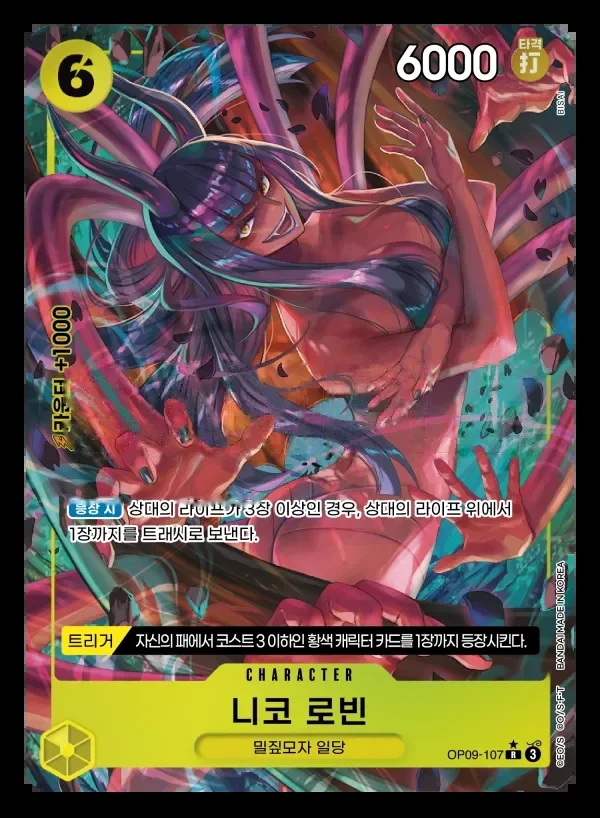 6
6000
타격
打
BISAI
카운터 +1000
등장 시 상대의 라이프가 3장 이상인 경우, 상대의 라이프 위에서
1장까지를 트래시로 보낸다.
트리거 자신의 패에서 코스트 3 이하인 황색 캐릭터 카드를 1장까지 등장시킨다.
CHARACTER
니코 로빈
밀짚모자 일당
OP09-107 R 3
©EO/S ©O/S·F·T BANDAI MADE IN KOREA